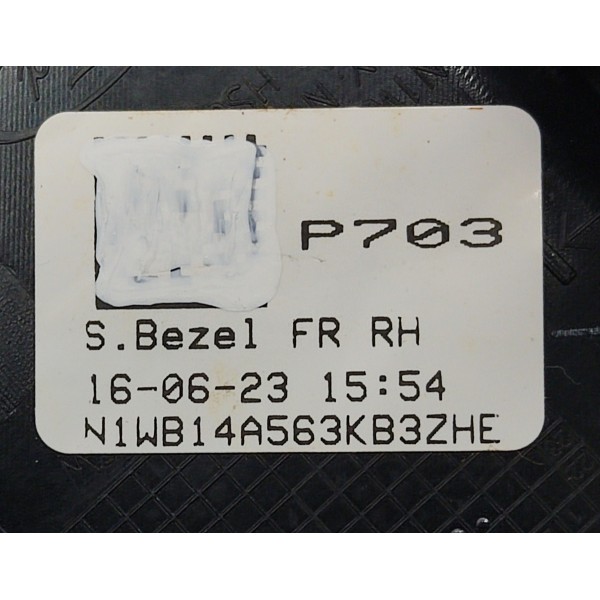 P703
S.Bezel FR RH
16-06-23 15:54
N1WB14A563KB3ZHE